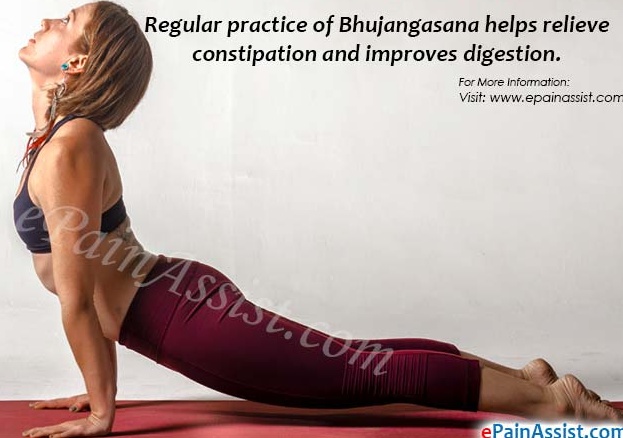 Regular practice of Bhujangasana helps relieve
constipation and improves digestion.
For More Information:
Visit: www.epainassist.com
ePainAssist.com
ePainAssist.com